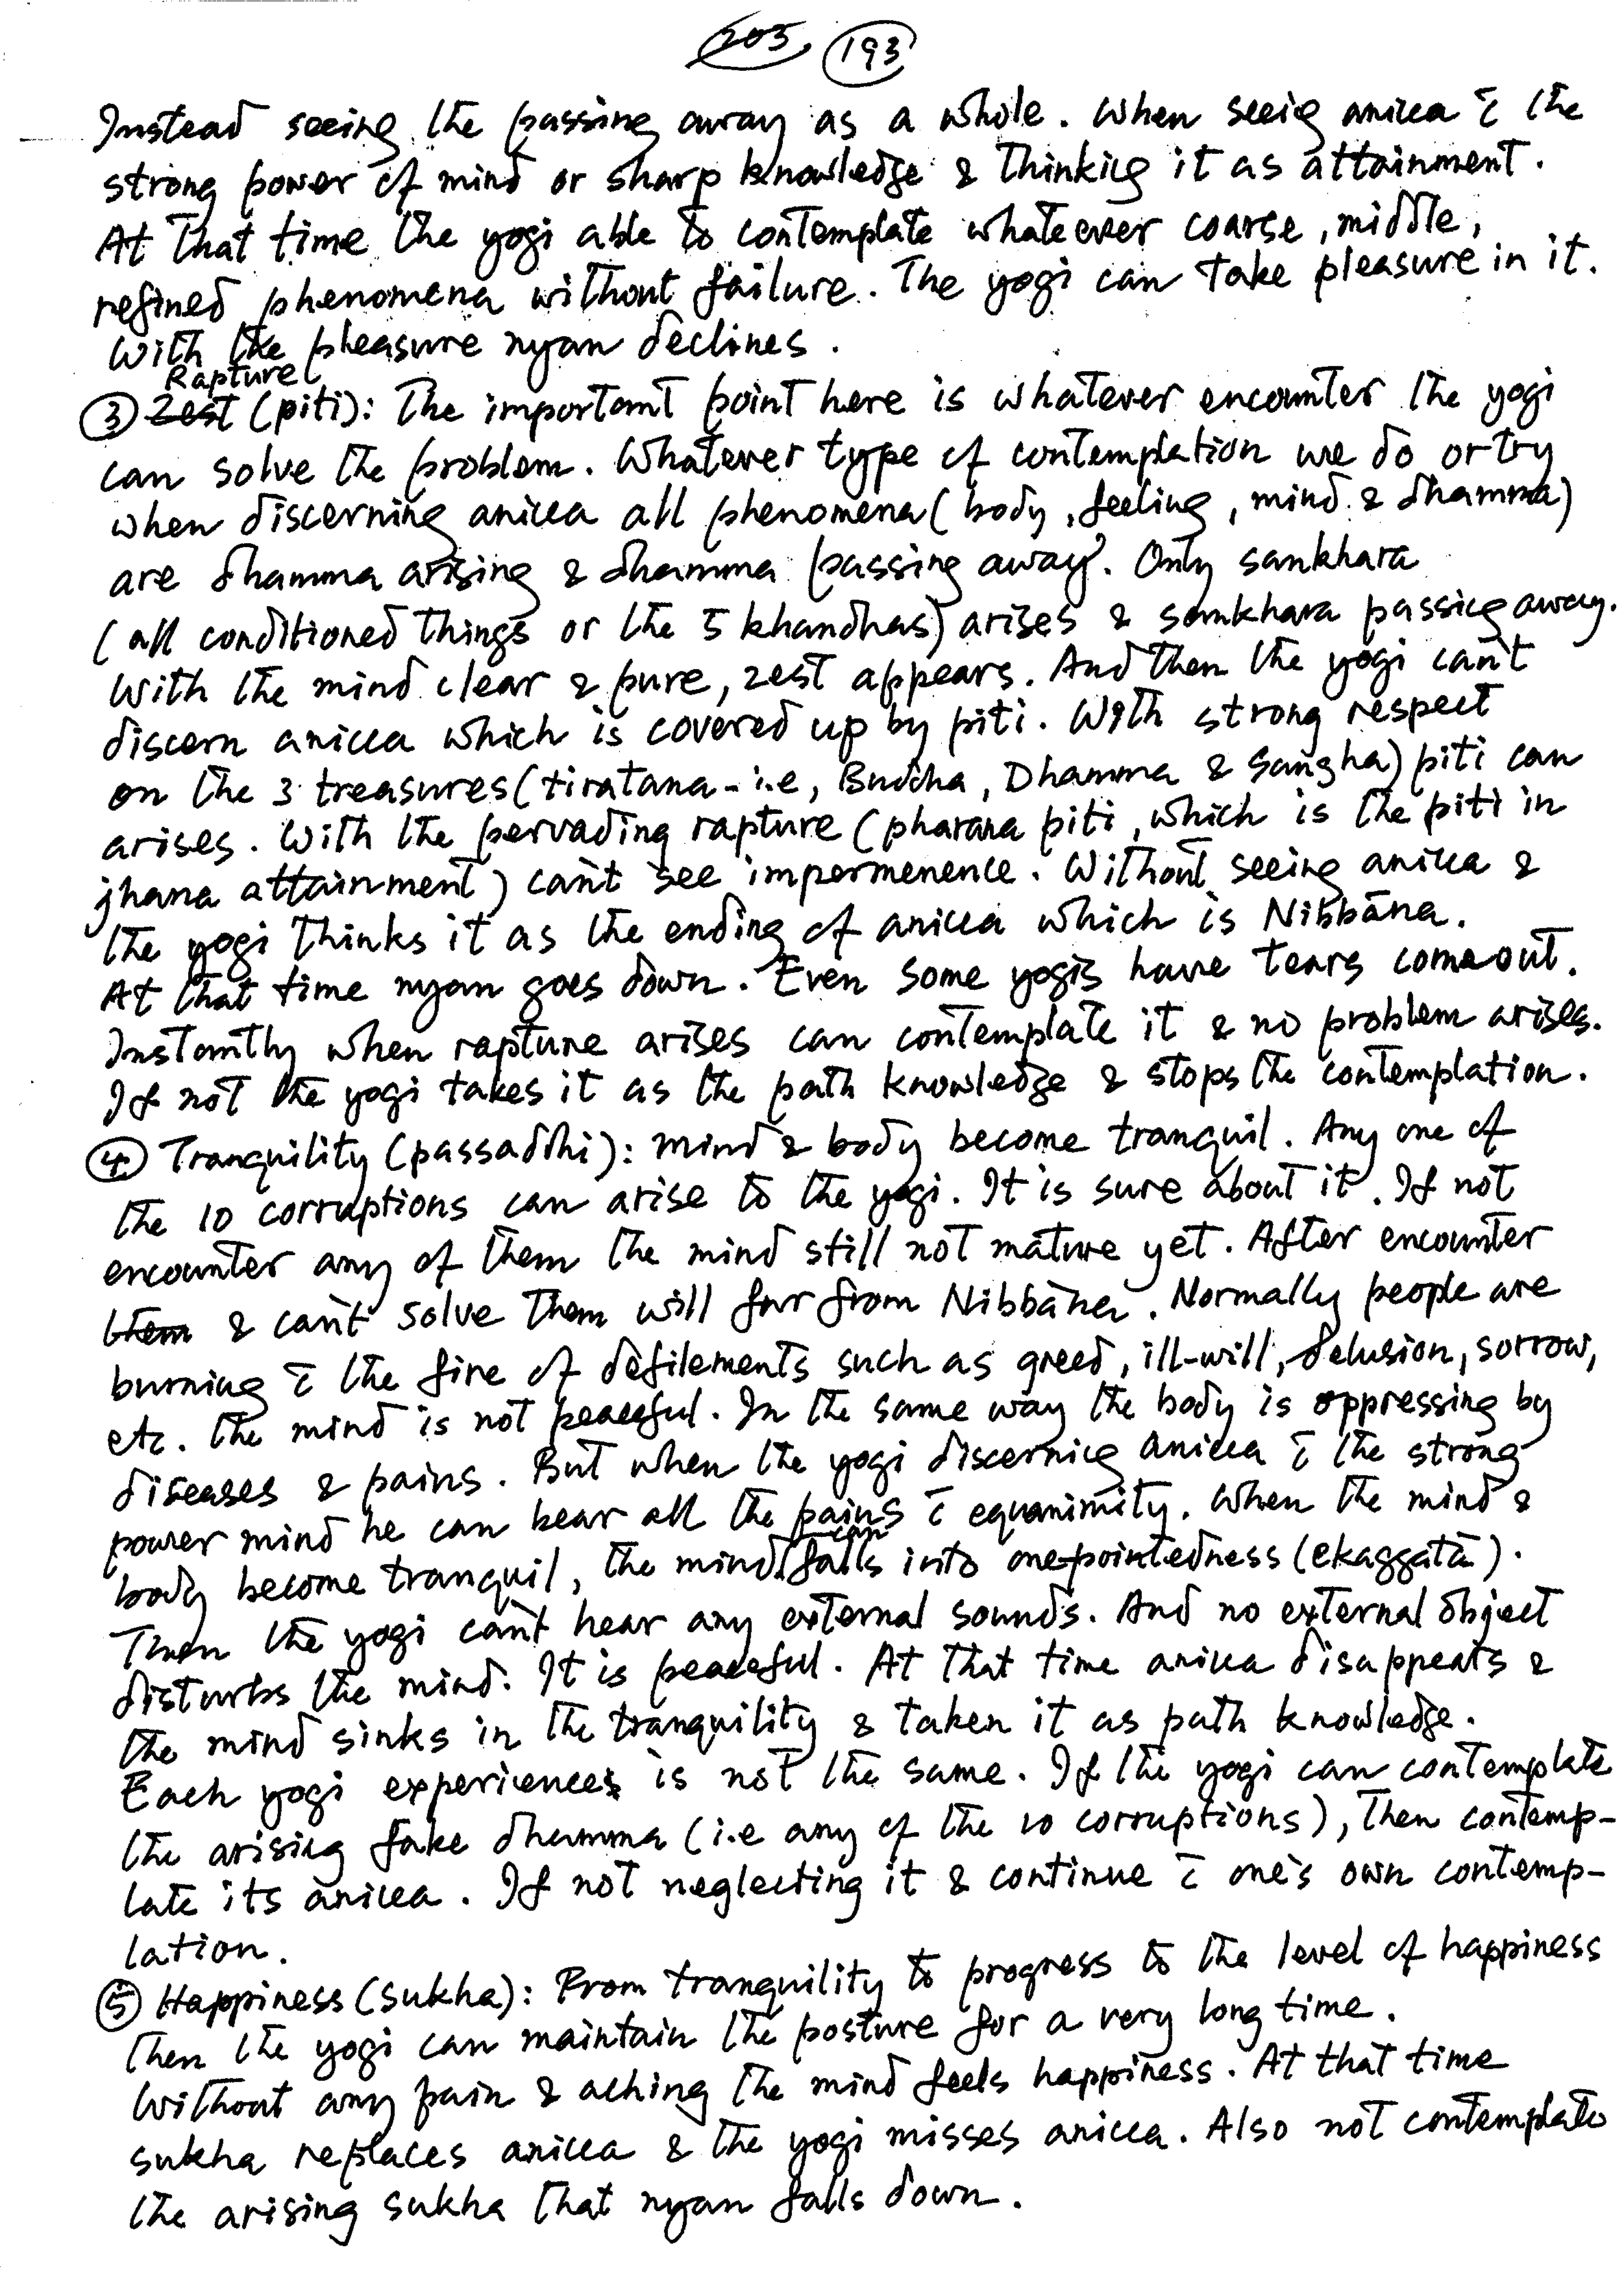 205 193
Instead seeing the passing away as a whole. When seeig anicca c̄ the
strong power of mind or sharp knowledge & thinkiig it as attainment.
At that time the yogi able to contemplate whateever coarse, middle,
refined phenomena without failure. The yogi can take pleasure in it.
With the pleasure nyan declines.
Rapture
③ Zest (piti): The important point here is whatever encounter the yogi
can solve the problem. Whatever type of contemplation we do or try
when discerning anicca all phenomena (body, feeling, mind & dhamma)
are dhamma arising & dhamma passing away. Only sankhara
(all conditioned things or the 5 khandhas) arises & sankhara passiig away.
With the mind clear & pure, zest appears. And then the yogi can't
discern anicca which is covered up by piti. With strong respect
on the 3 treasures (tiratana - i.e, Buddha, Dhamma & Sangha) piti can
arises. With the pervading rapture (pharana piti, which is the piti in
jhana attainment) can't see impermenence. Without seeing anicca &
the yogi thinks it as the ending of anicca which is Nibbāna.
At that time nyan goes down. Even some yogis have tears come out.
Instantly when rapture arises can contemplate it & no problem arises.
If not the yogi takes it as the path knowledge & stops the contemplation.
④ Tranquility (passaddhi): mind & body become tranquil. Any one of
the 10 corruptions can arise to the yogi. It is sure about it. If not
encounter any of them the mind still not mature yet. After encounter
them & can't solve them will far from Nibbāna. Normally people are
burning c̄ the fire of defilements such as greed, ill-will, delusion, sorrow,
etc. the mind is not peaceful. In the same way the body is oppressing by
diseases & pains. But when the yogi discerniig anicca c̄ the strong
power mind he can bear all the pains c̄ equanimity. When the mind &
body become tranquil, the mind can falls into onepointedness (ekaggatā).
Then the yogi can't hear any external sounds. And no external object
disturbs the mind. It is peaceful. At that time anicca disappears &
the mind sinks in the tranquility & taken it as path knowledge.
Each yogi experiences is not the same. If the yogi can contemplate
the arisiig fake dhamma (i.e any of the 10 corruptions), then contemp-
late its anicca. If not neglecting it & continue c̄ one's own contemp-
lation.
⑤ Happiness (sukha): From tranquility to progress to the level of happiness
then the yogi can maintain the posture for a very long time.
Without any pain & aching the mind feels happiness. At that time
sukha replaces anicca & the yogi misses anicca. Also not contemplate
the arising sukha that nyan falls down.